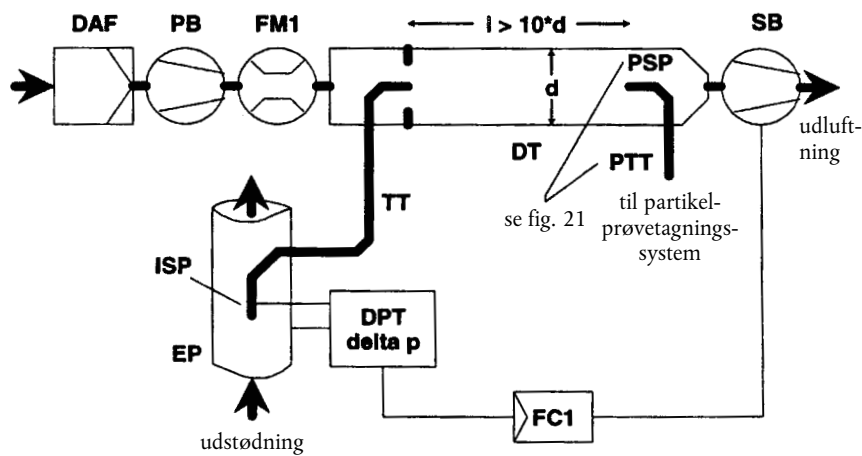 DAF
PB
FM1
l > 10*d
SB
d
PSP
DT
PTT
udluft-
ning
TT
se fig. 21
til partikel-
prøvetagnings-
system
ISP
DPT
delta p
EP
FC1
udstødning